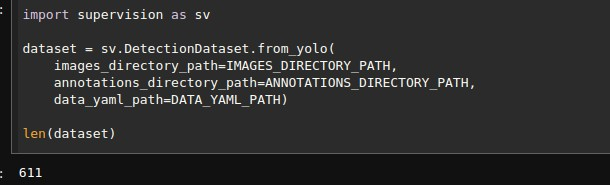 :
import supervision as sv
dataset = sv.DetectionDataset.from_yolo(
images_directory_path=IMAGES_DIRECTORY_PATH,
annotations_directory_path=ANNOTATIONS_DIRECTORY_PATH,
data_yaml_path=DATA_YAML_PATH)
len(dataset)
: 611